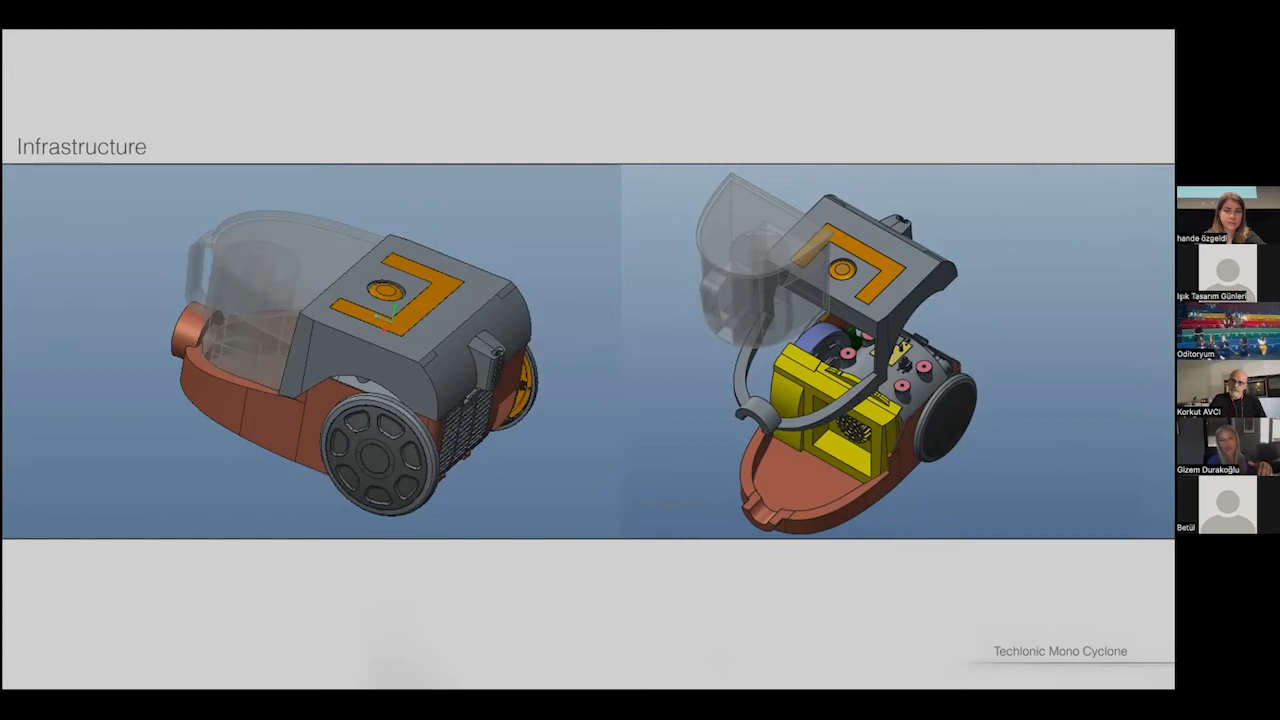 Infrastructure
Techlonic Mono Cyclone
hande özgeldi
Işık Tasarım Günleri
Oditoryum
Korkut AVCI
Gizem Durakoğlu
Betül